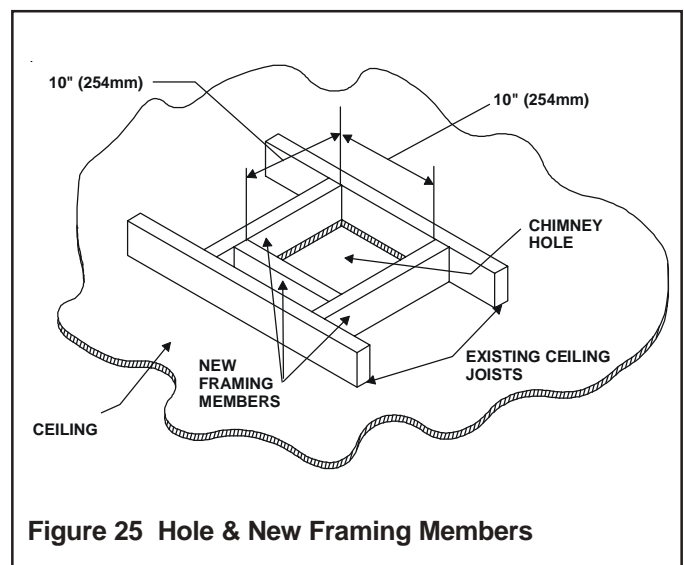 10" (254mm)
10" (254mm)
CHIMNEY
HOLE
EXISTING CEILING
JOISTS
NEW
FRAMING
MEMBERS
CEILING
Figure 25 Hole & New Framing Members